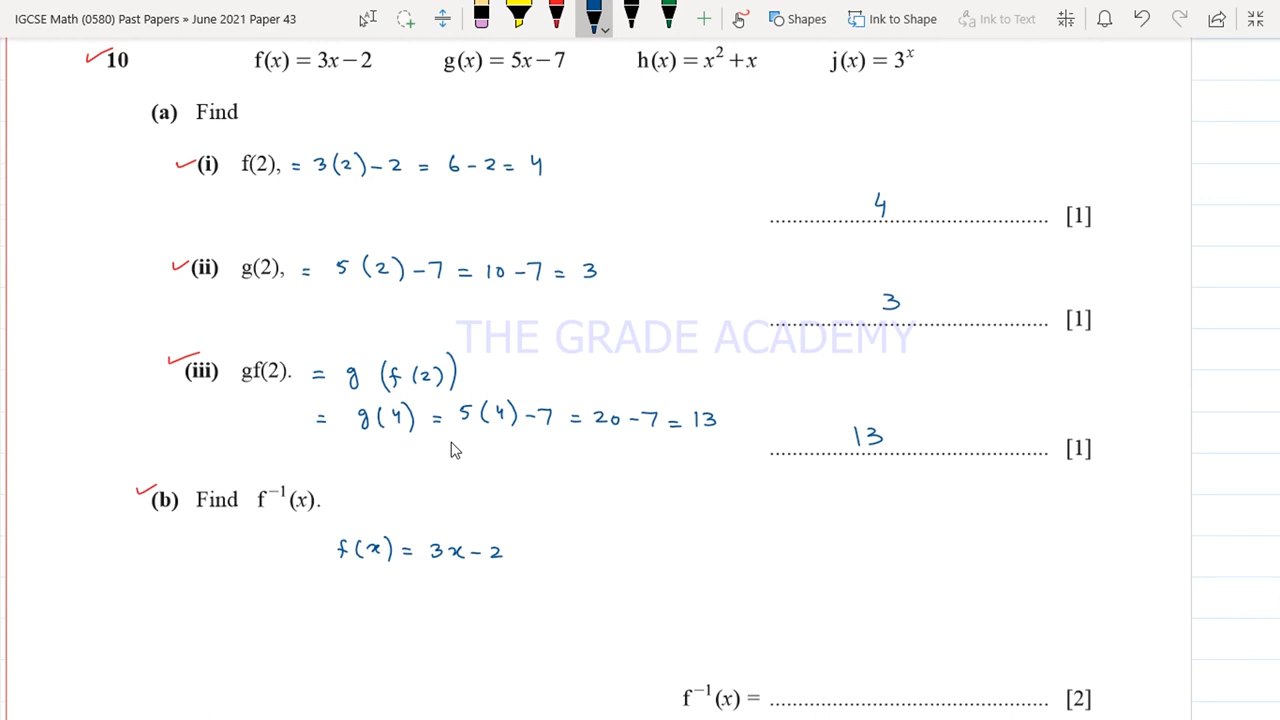 IGCSE Math (0580) Past Papers » June 2021 Paper 43
Shapes Ink to Shape Ink to Text
10 f(x) = 3x − 2 g(x) = 5x − 7 h(x) = x² + x j(x) = 3ˣ
(a) Find
(i) f(2), = 3(2) − 2 = 6 − 2 = 4
4
.......................................... [1]
(ii) g(2), = 5(2) − 7 = 10 − 7 = 3
3
.......................................... [1]
THE GRADE ACADEMY
(iii) gf(2). = g(f(2))
= g(4) = 5(4) − 7 = 20 − 7 = 13
13
.......................................... [1]
(b) Find f⁻¹(x).
f(x) = 3x − 2
f⁻¹(x) = .......................................... [2]